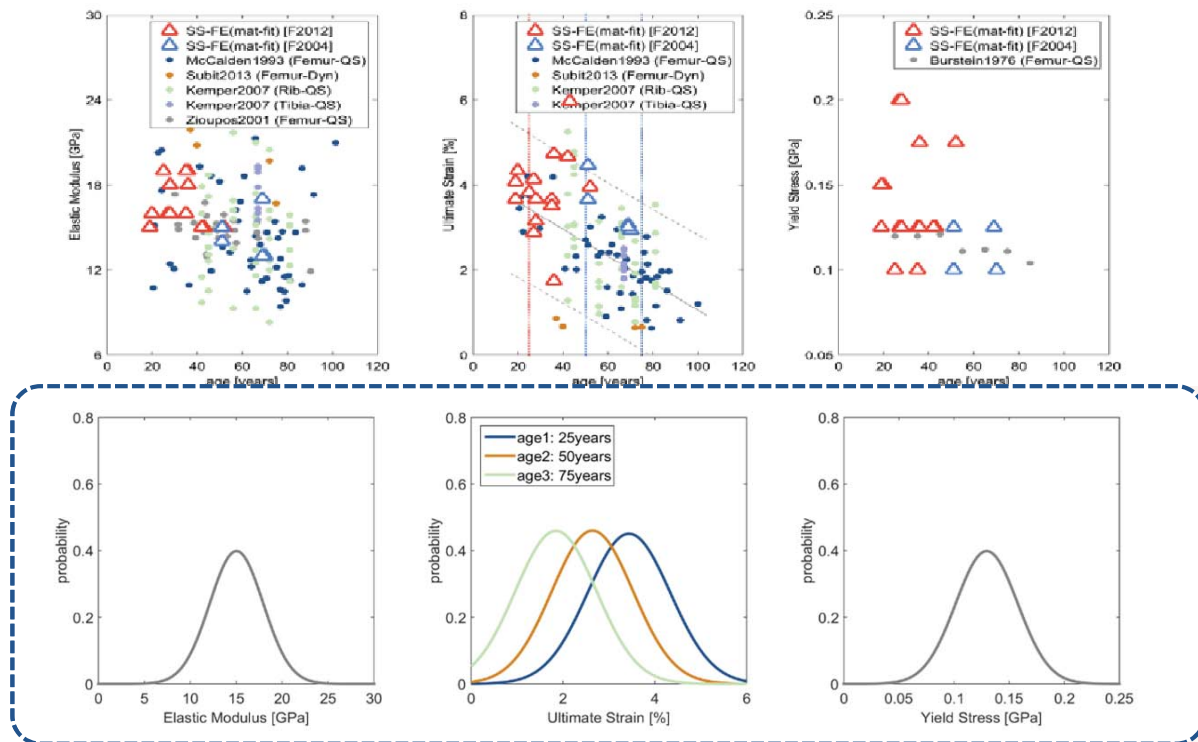 30
24
18
12
6
Elastic Modulus [GPa]
SS-FE(mat-fit) [F2012]
SS-FE(mat-fit) [F2004]
McCalden1993 (Femur-QS)
Subit2013 (Femur-Dyn)
Kemper2007 (Rib-QS)
Kemper2007 (Tibia-QS)
Zioupos2001 (Femur-QS)
0 20 40 60 80 100 120
age [years]
8%
6
4
2
0
Ultimate Strain [%]
SS-FE(mat-fit) [F2012]
SS-FE(mat-fit) [F2004]
McCalden1993 (Femur-QS)
Subit2013 (Femur-Dyn)
Kemper2007 (Rib-QS)
Kemper2007 (Tibia-QS)
0 20 40 60 80 100 120
age [years]
0.25
0.2
0.15
0.1
0.05
Yield Stress [GPa]
SS-FE(mat-fit) [F2012]
SS-FE(mat-fit) [F2004]
Burstein1976 (Femur-QS)
0 20 40 60 80 100 120
age [years]
0.8
0.6
0.4
0.2
0
probability
0 5 10 15 20 25 30
Elastic Modulus [GPa]
0.8
0.6
0.4
0.2
0
probability
age1: 25years
age2: 50years
age3: 75years
0 2 4 6
Ultimate Strain [%]
0.8
0.6
0.4
0.2
0
probability
0 0.05 0.1 0.15 0.2 0.25
Yield Stress [GPa]